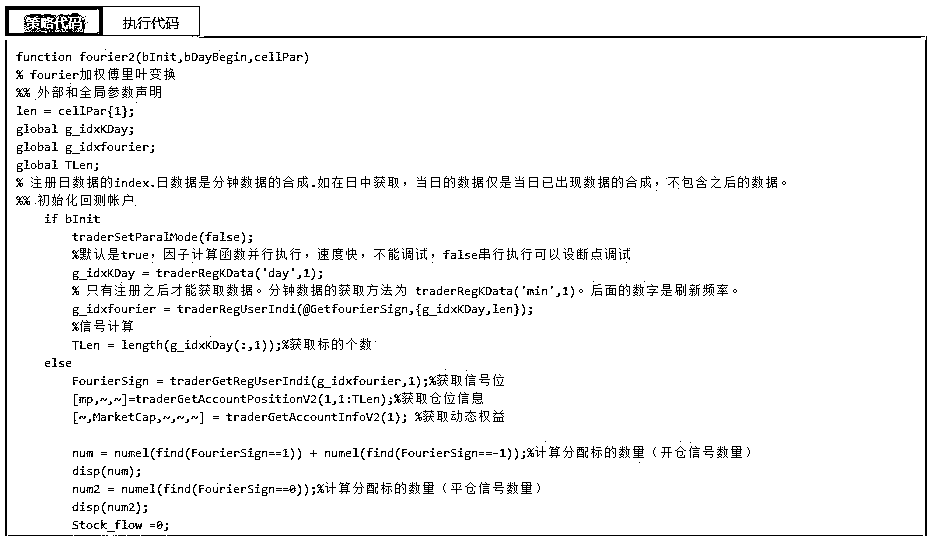 策略代码 执行代码
function fourier2(bInit,bDayBegin,cellPar)
% fourier加权傅里叶变换
%% 外部和全局参数声明
len = cellPar{1};
global g_idxKDay;
global g_idxfourier;
global TLen;
% 注册日数据的index.日数据是分钟数据的合成.如在日中获取，当日的数据仅是当日已出现数据的合成，不包含之后的数据。
%% 初始化回测帐户
if bInit
traderSetParalMode(false);
%默认是true，因子计算函数并行执行，速度快，不能调试，false串行执行可以设断点调试
g_idxKDay = traderRegKData('day',1);
% 只有注册之后才能获取数据。分钟数据的获取方法为 traderRegKData('min',1)。后面的数字是刷新频率。
g_idxfourier = traderRegUserIndi(@GetfourierSign,{g_idxKDay,len});
%信号计算
TLen = length(g_idxKDay(:,1));%获取标的个数
else
FourierSign = traderGetRegUserIndi(g_idxfourier,1);%获取信号位
[mp,~,~]=traderGetAccountPositionV2(1,1:TLen);%获取仓位信息
[~,MarketCap,~,~,~] = traderGetAccountInfoV2(1); %获取动态权益
num = numel(find(FourierSign==1)) + numel(find(FourierSign==-1));%计算分配标的数量（开仓信号数量）
disp(num);
num2 = numel(find(FourierSign==0));%计算分配标的数量（平仓信号数量）
disp(num2);
Stock_flow =0;